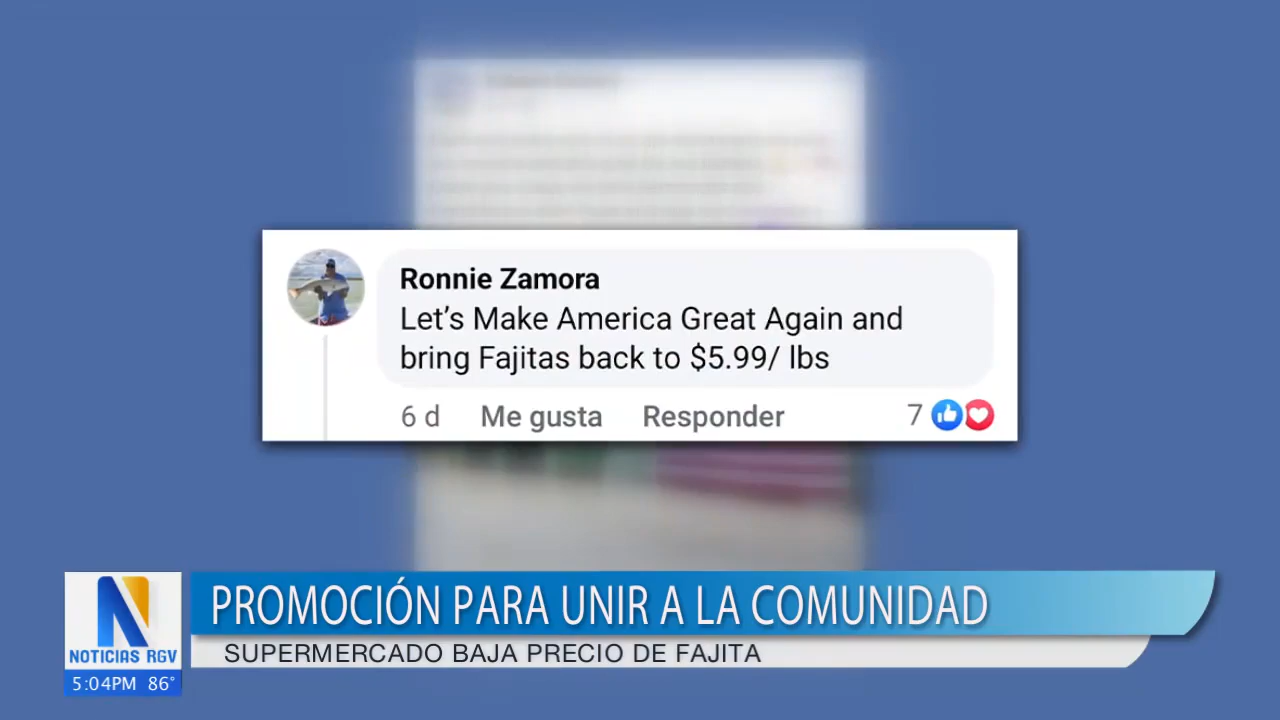 Ronnie Zamora
Let's Make America Great Again and
bring Fajitas back to $5.99/ lbs
6 d Me gusta Responder 7
PROMOCIÓN PARA UNIR A LA COMUNIDAD
SUPERMERCADO BAJA PRECIO DE FAJITA
N
NOTICIAS RGV
5:04PM 86°